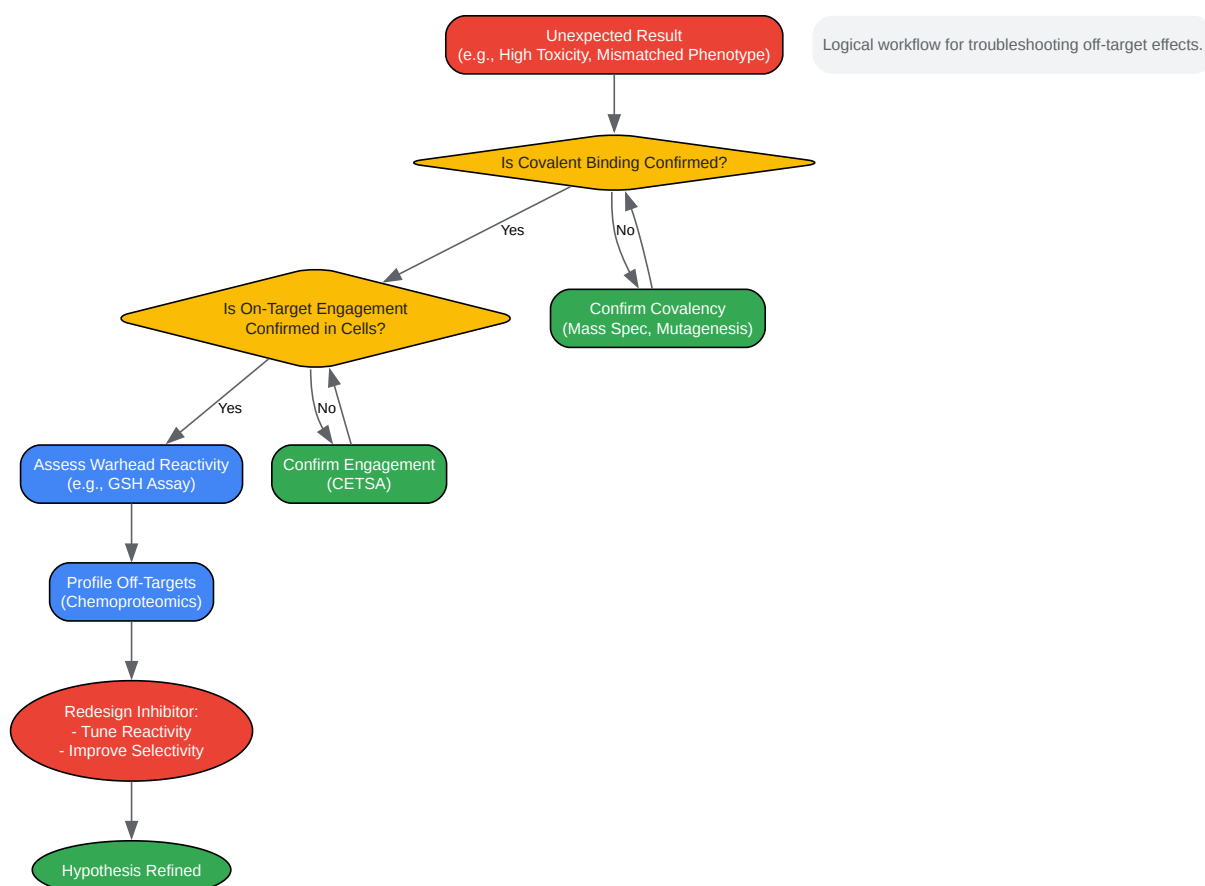 Unexpected Result
(e.g., High Toxicity, Mismatched Phenotype)
Logical workflow for troubleshooting off-target effects.
Is Covalent Binding Confirmed?
Yes
No
Is On-Target Engagement
Confirmed in Cells?
Confirm Covalency
(Mass Spec, Mutagenesis)
Yes
No
Assess Warhead Reactivity
(e.g., GSH Assay)
Confirm Engagement
(CETSA)
Profile Off-Targets
(Chemoproteomics)
Redesign Inhibitor:
- Tune Reactivity
- Improve Selectivity
Hypothesis Refined